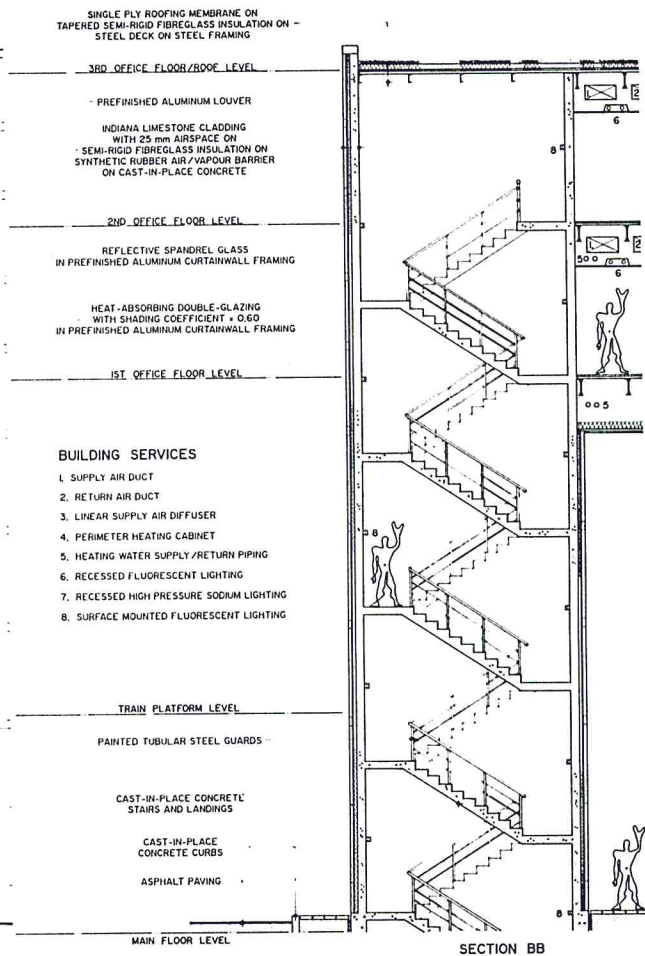 SINGLE PLY ROOFING MEMBRANE ON
TAPERED SEMI-RIGID FIBREGLASS INSULATION ON
STEEL DECK ON STEEL FRAMING
3RD OFFICE FLOOR/ROOF LEVEL
PREFINISHED ALUMINUM LOUVER
INDIANA LIMESTONE CLADDING
WITH 25 mm AIRSPACE ON
SEMI-RIGID FIBREGLASS INSULATION ON
SYNTHETIC RUBBER AIR/VAPOUR BARRIER
ON CAST-IN-PLACE CONCRETE
2ND OFFICE FLOOR LEVEL
REFLECTIVE SPANDREL GLASS
IN PREFINISHED ALUMINUM CURTAINWALL FRAMING
HEAT-ABSORBING DOUBLE-GLAZING
WITH SHADING COEFFICIENT = 0.60
IN PREFINISHED ALUMINUM CURTAINWALL FRAMING
1ST OFFICE FLOOR LEVEL
BUILDING SERVICES
1. SUPPLY AIR DUCT
2. RETURN AIR DUCT
3. LINEAR SUPPLY AIR DIFFUSER
4. PERIMETER HEATING CABINET
5. HEATING WATER SUPPLY/RETURN PIPING
6. RECESSED FLUORESCENT LIGHTING
7. RECESSED HIGH PRESSURE SODIUM LIGHTING
8. SURFACE MOUNTED FLUORESCENT LIGHTING
TRAIN PLATFORM LEVEL
PAINTED TUBULAR STEEL GUARDS
CAST-IN-PLACE CONCRETE
STAIRS AND LANDINGS
CAST-IN-PLACE
CONCRETE CURBS
ASPHALT PAVING
MAIN FLOOR LEVEL
1 2
6
8
1 2
5
6
5
8
8
SECTION BB